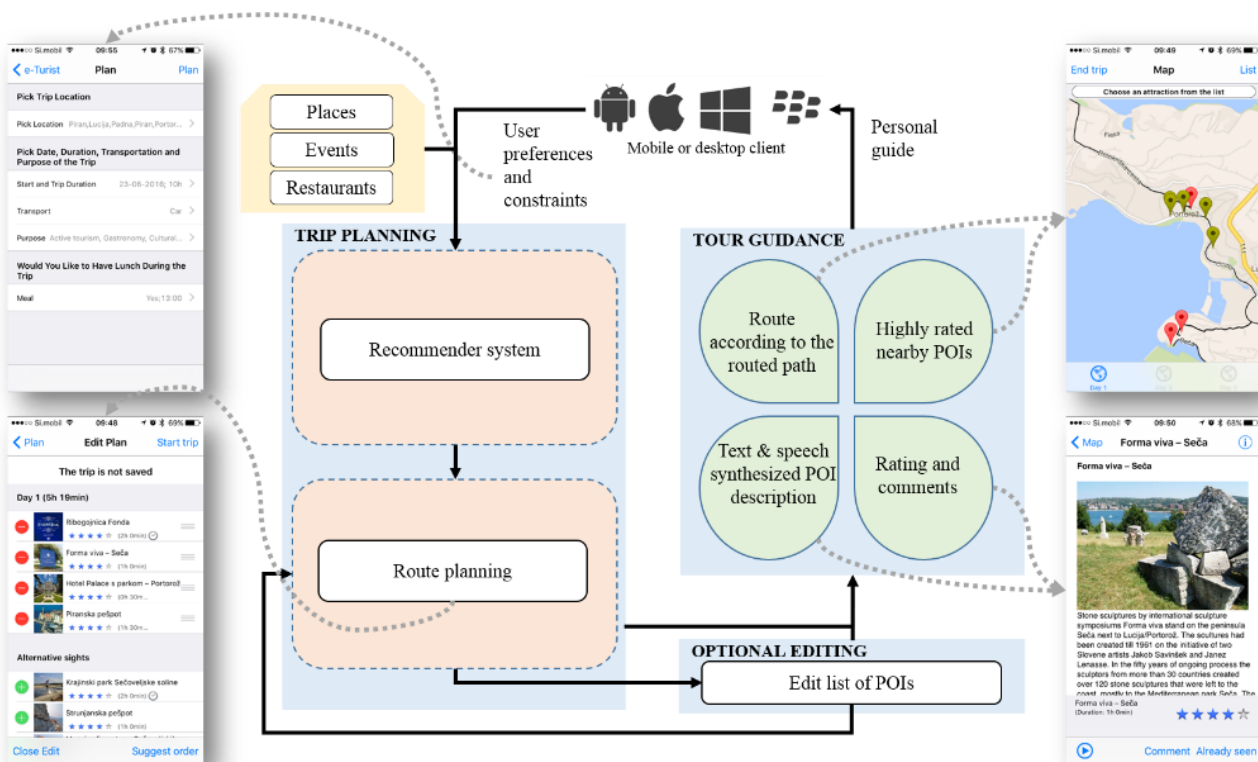 ●●●○○ Si.mobil 09:55 67%
e-Turist Plan Plan
Pick Trip Location
Pick Location Piran,Lucija,Padna,Piran,Portor...
Pick Date, Duration, Transportation and
Purpose of the Trip
Start and Trip Duration 23-06-2016; 10h
Transport Car
Purpose Active tourism, Gastronomy, Cultural...
Would You Like to Have Lunch During the
Trip
Meal Yes;13:00
●●●○○ Si.mobil 09:48 69%
Plan Edit Plan Start trip
The trip is not saved
Day 1 (5h 19min)
Ribogojnica Fonda
(2h 0min)
Forma viva – Seča
(1h 0min)
Hotel Palace s parkom – Portorož
(0h 30m...
Piranska pešpot
(1h 30m...
Alternative sights
Krajinski park Sečoveljske soline
(2h 0min)
Strunjanska pešpot
(1h 0min)
Close Edit Suggest order
Places
Events
Restaurants
User
preferences
and
constraints
Mobile or desktop client
Personal
guide
TRIP PLANNING
Recommender system
Route planning
TOUR GUIDANCE
Route
according to the
routed path
Highly rated
nearby POIs
Text & speech
synthesized POI
description
Rating and
comments
OPTIONAL EDITING
Edit list of POIs
●●●○○ Si.mobil 09:49 69%
End trip Map List
Choose an attraction from the list
Portorož
Day 1
Day 2
Day 3
●●●○○ Si.mobil 09:50 68%
Map Forma viva – Seča
Forma viva – Seča
Stone sculptures by international sculpture
symposiums Forma viva stand on the peninsula
Seča next to Lucija/Portorož. The scultures had
been created till 1961 on the initiative of two
Slovene artists Jakob Savinšek and Janez
Lenasse. In the fifty years of ongoing process the
sculptors from more than 30 countries created
over 120 stone sculptures that were left to the
coast, mostly to the Mediterranean park Seča. The
Forma viva – Seča
(Duration: 1h 0min)
Comment Already seen